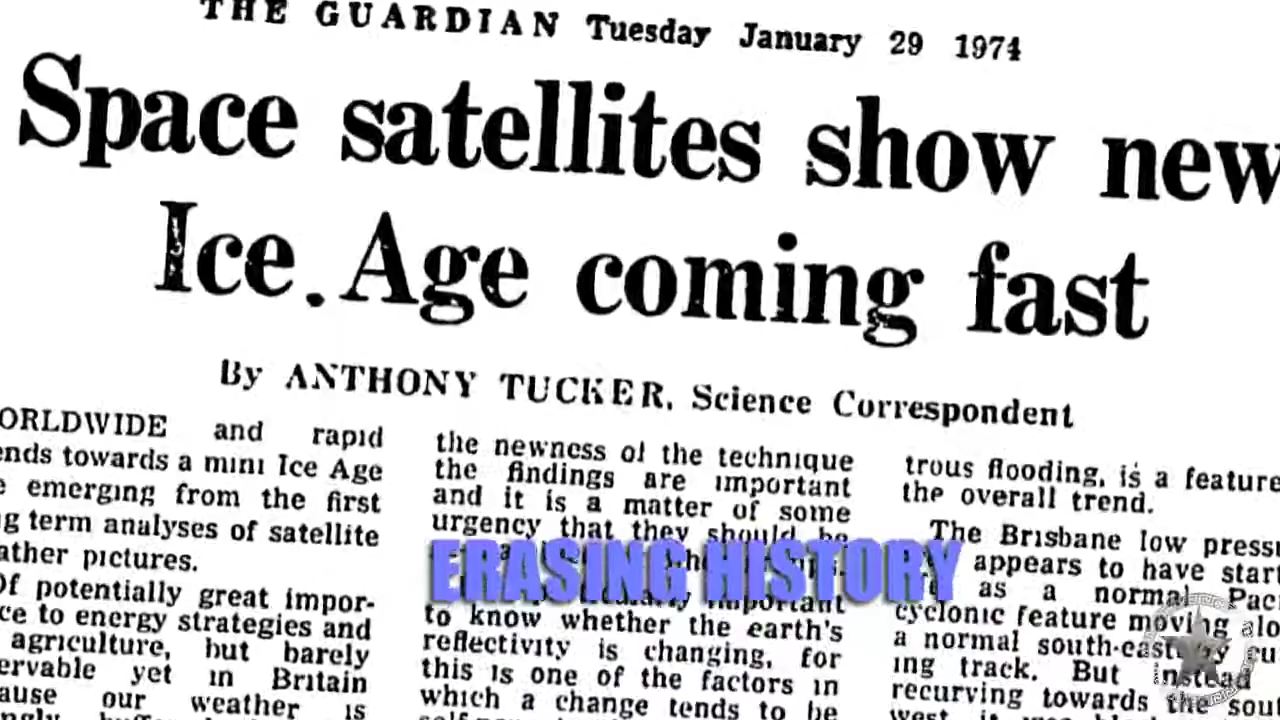 THE GUARDIAN Tuesday January 29 1974
Space satellites show new
Ice Age coming fast
By ANTHONY TUCKER, Science Correspondent
ORLDWIDE and rapid
ends towards a mini Ice Age
e emerging from the first
g term analyses of satellite
ather pictures.
Of potentially great impor-
ce to energy strategies and
agriculture, but barely
ervable yet in Britain
ause our weather is
the newness of the technique
the findings are important
and it is a matter of some
urgency that they should be
important
to know whether the earth's
reflectivity is changing, for
this is one of the factors in
which a change tends to be
trous flooding, is a feature
the overall trend.
The Brisbane low pressu
appears to have start
as a normal Pac
cyclonic feature moving alo
a normal south-easterly cu
ing track. But instead
recurving towards the sout
ERASING HISTORY